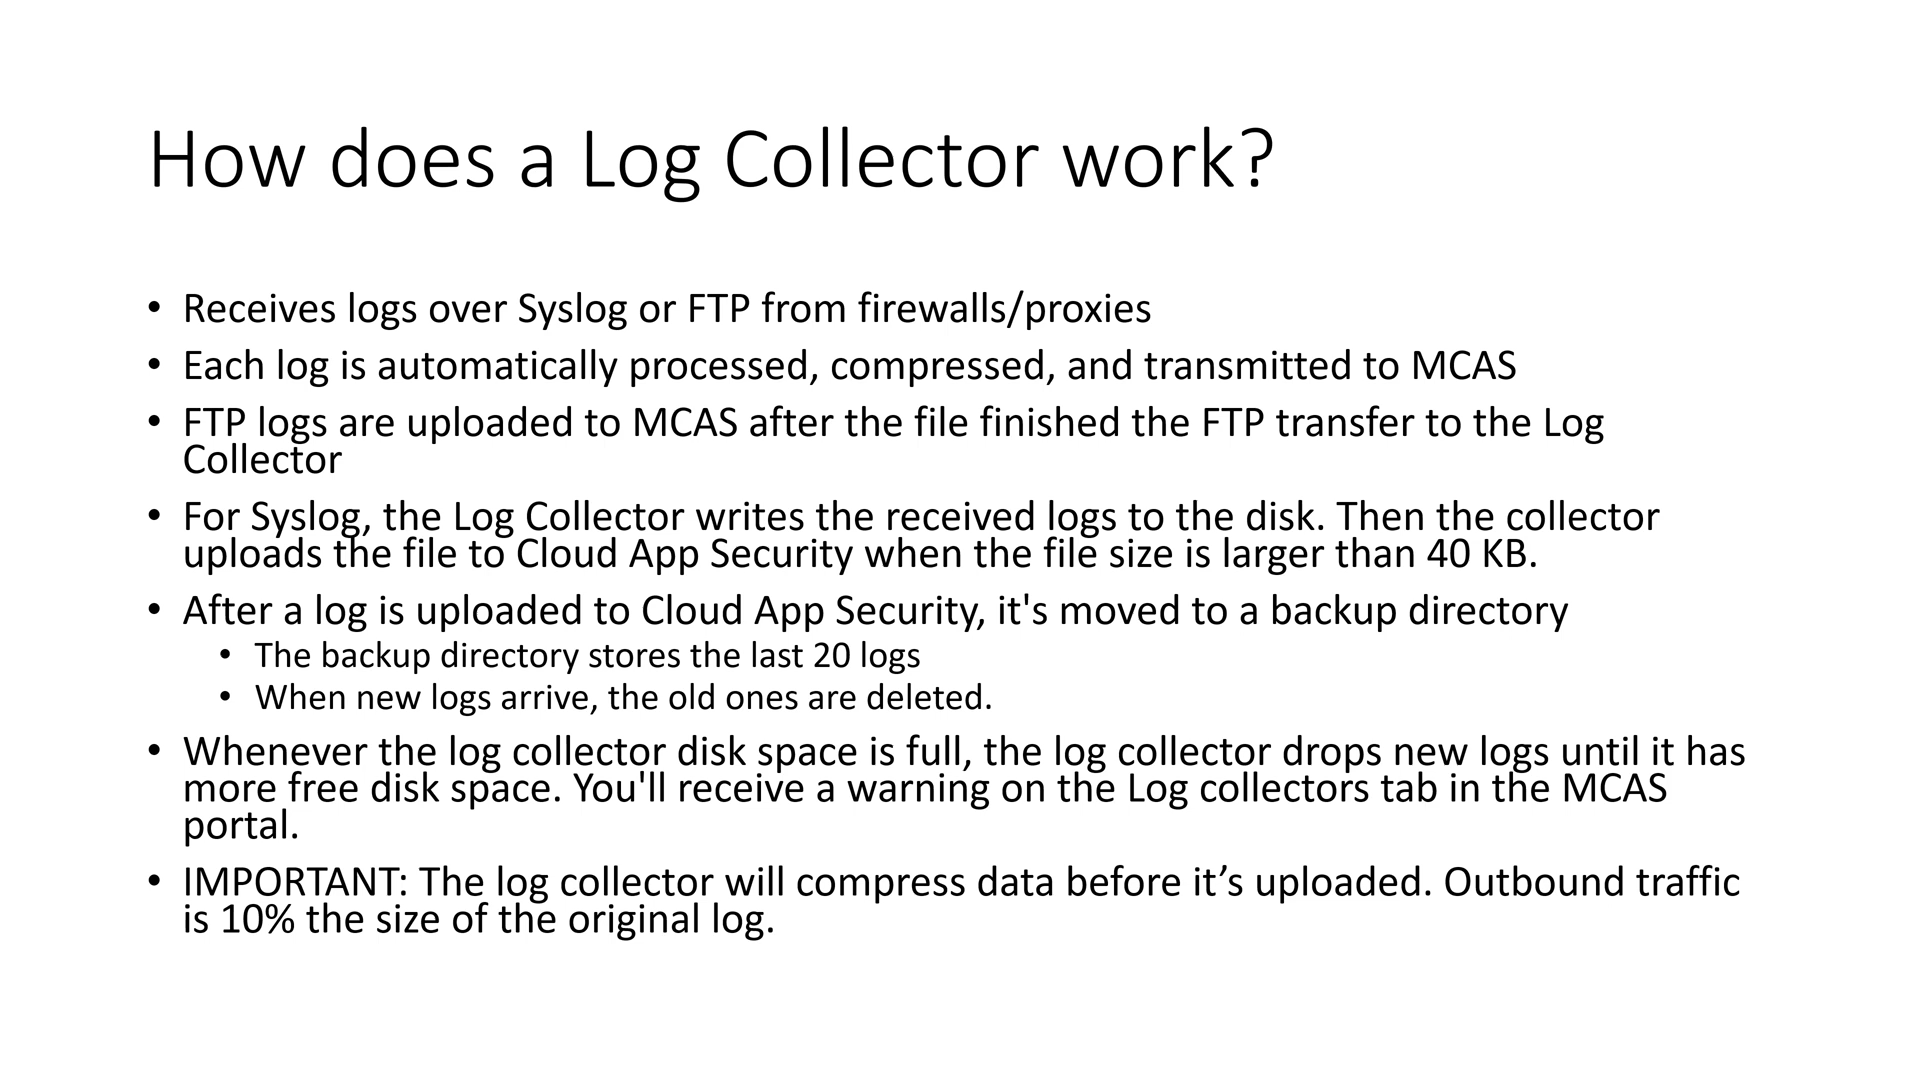 How does a Log Collector work?
• Receives logs over Syslog or FTP from firewalls/proxies
• Each log is automatically processed, compressed, and transmitted to MCAS
• FTP logs are uploaded to MCAS after the file finished the FTP transfer to the Log
Collector
• For Syslog, the Log Collector writes the received logs to the disk. Then the collector
uploads the file to Cloud App Security when the file size is larger than 40 KB.
• After a log is uploaded to Cloud App Security, it's moved to a backup directory
• The backup directory stores the last 20 logs
• When new logs arrive, the old ones are deleted.
• Whenever the log collector disk space is full, the log collector drops new logs until it has
more free disk space. You'll receive a warning on the Log collectors tab in the MCAS
portal.
• IMPORTANT: The log collector will compress data before it’s uploaded. Outbound traffic
is 10% the size of the original log.